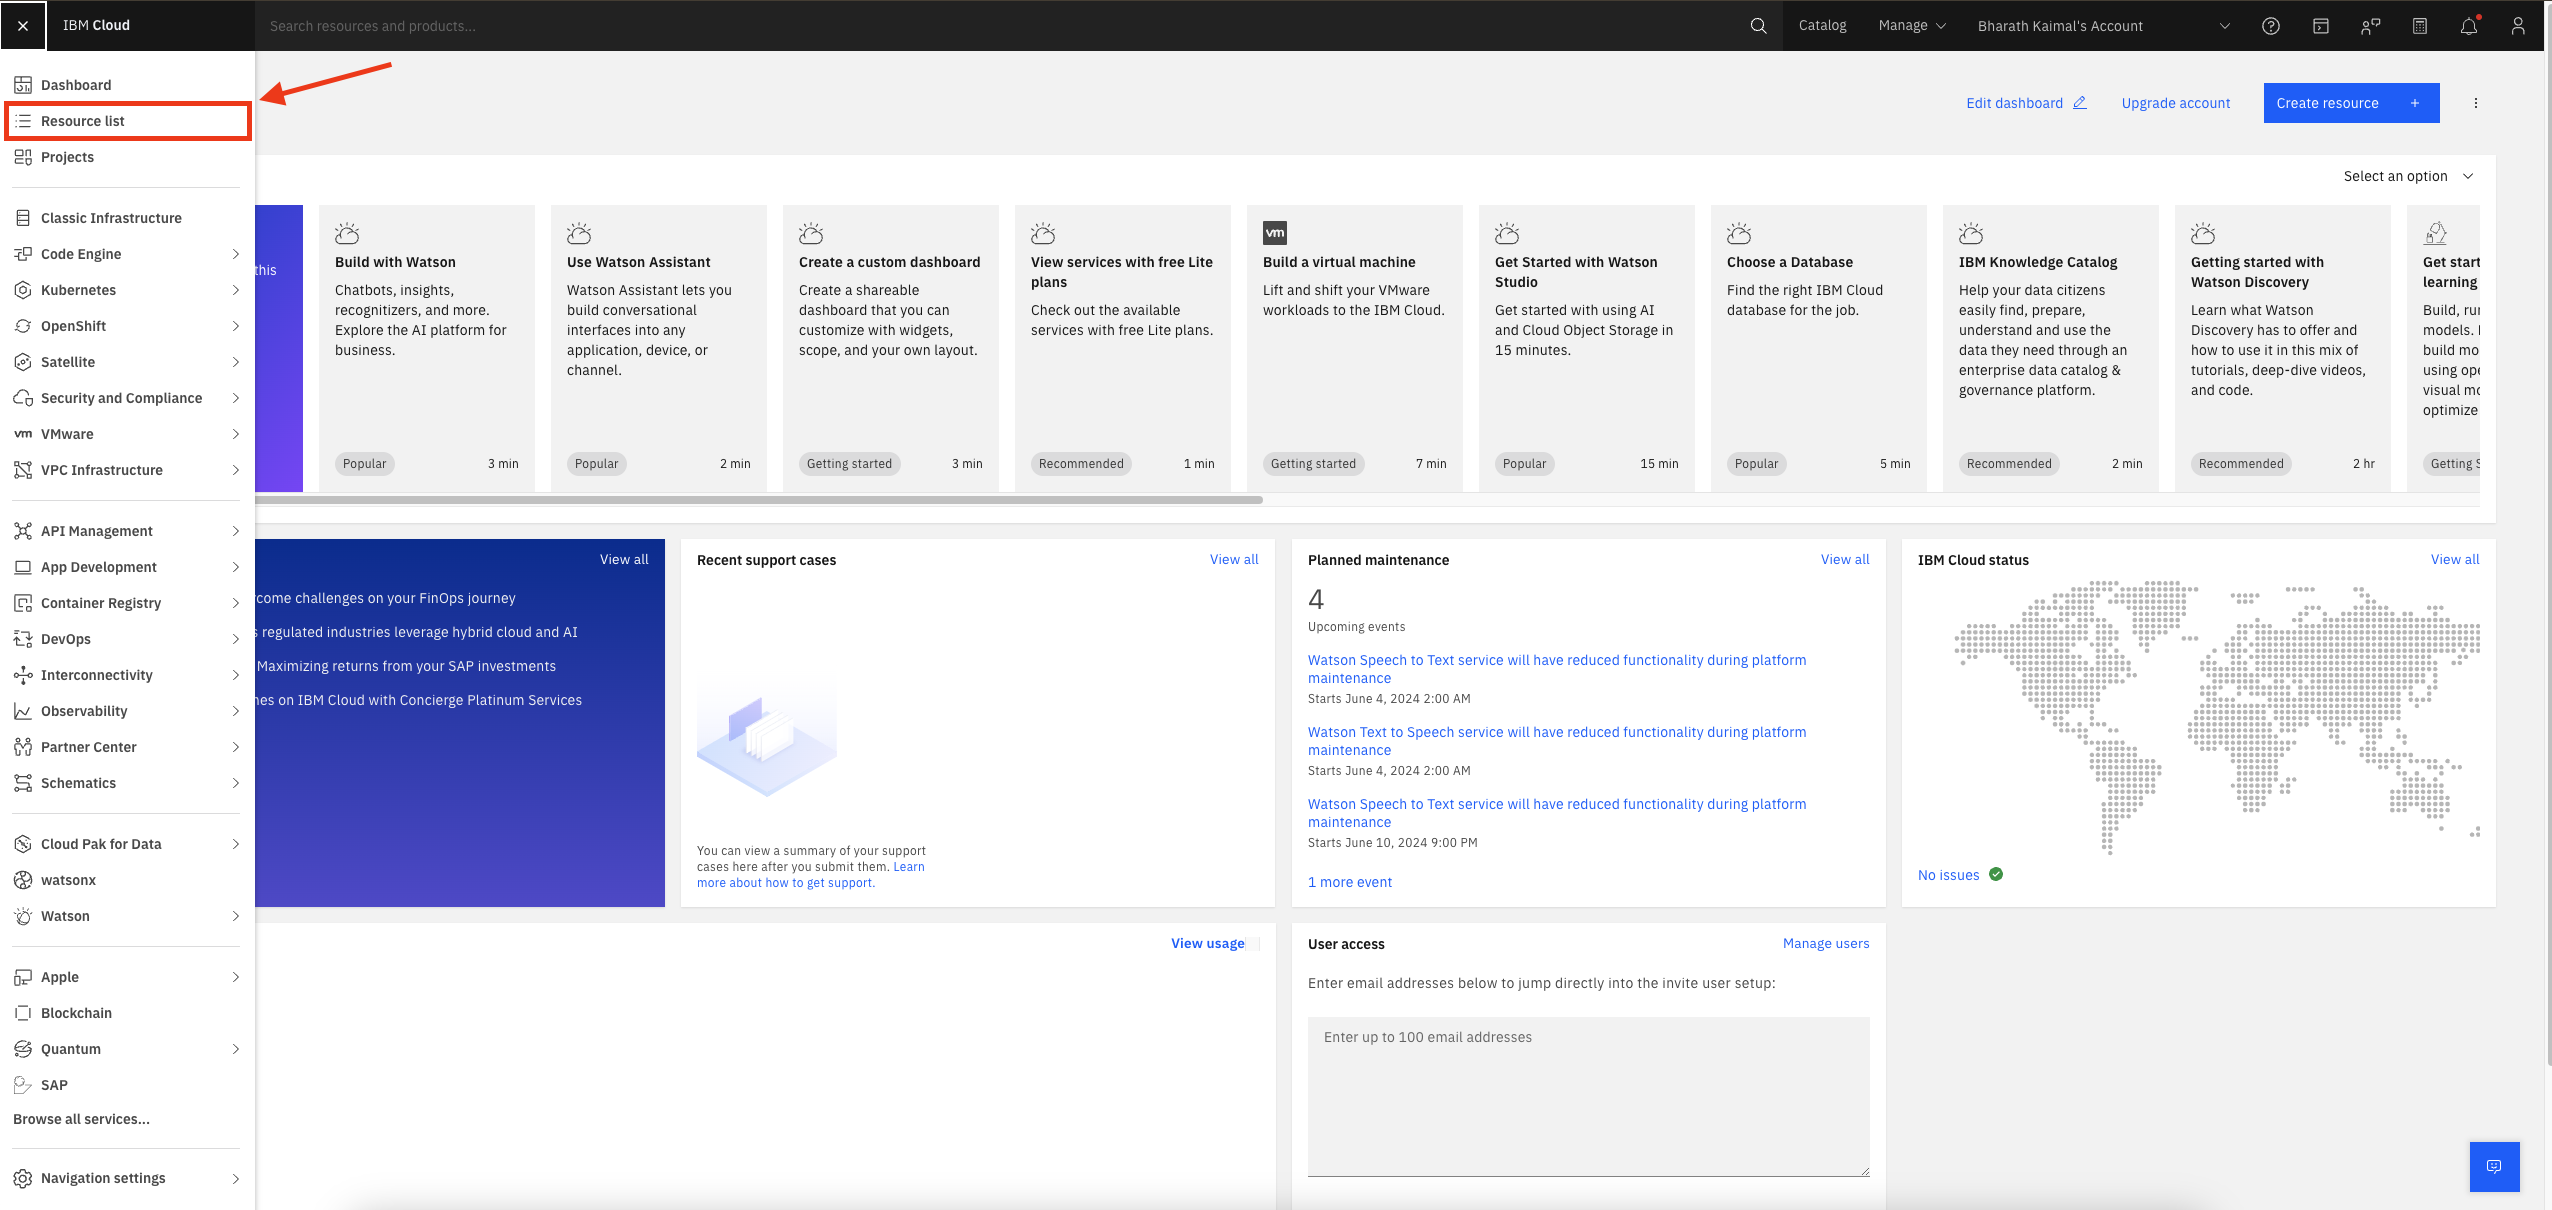 IBM Cloud
Search resources and products...
Catalog
Manage
Bharath Kaimal's Account
Dashboard
Resource list
Projects
Classic Infrastructure
Code Engine
Kubernetes
OpenShift
Satellite
Security and Compliance
vm VMware
VPC Infrastructure
API Management
App Development
Container Registry
DevOps
Interconnectivity
Observability
Partner Center
Schematics
Cloud Pak for Data
watsonx
Watson
Apple
Blockchain
Quantum
SAP
Browse all services...
Navigation settings
Edit dashboard
Upgrade account
Create resource +
Select an option
this
Build with Watson
Chatbots, insights,
recognitizers, and more.
Explore the AI platform for
business.
Popular
3 min
Use Watson Assistant
Watson Assistant lets you
build conversational
interfaces into any
application, device, or
channel.
Popular
2 min
Create a custom dashboard
Create a shareable
dashboard that you can
customize with widgets,
scope, and your own layout.
Getting started
3 min
View services with free Lite
plans
Check out the available
services with free Lite plans.
Recommended
1 min
vm
Build a virtual machine
Lift and shift your VMware
workloads to the IBM Cloud.
Getting started
7 min
Get Started with Watson
Studio
Get started with using AI
and Cloud Object Storage in
15 minutes.
Popular
15 min
Choose a Database
Find the right IBM Cloud
database for the job.
Popular
5 min
IBM Knowledge Catalog
Help your data citizens
easily find, prepare,
understand and use the
data they need through an
enterprise data catalog &
governance platform.
Recommended
2 min
Getting started with
Watson Discovery
Learn what Watson
Discovery has to offer and
how to use it in this mix of
tutorials, deep-dive videos,
and code.
Recommended
2 hr
Get start
learning
Build, ru
models.
build mo
using op
visual mo
optimize
Getting S
View all
come challenges on your FinOps journey
s regulated industries leverage hybrid cloud and AI
Maximizing returns from your SAP investments
nes on IBM Cloud with Concierge Platinum Services
Recent support cases
View all
You can view a summary of your support
cases here after you submit them. Learn
more about how to get support.
Planned maintenance
View all
4
Upcoming events
Watson Speech to Text service will have reduced functionality during platform
maintenance
Starts June 4, 2024 2:00 AM
Watson Text to Speech service will have reduced functionality during platform
maintenance
Starts June 4, 2024 2:00 AM
Watson Speech to Text service will have reduced functionality during platform
maintenance
Starts June 10, 2024 9:00 PM
1 more event
IBM Cloud status
View all
No issues
View usage
User access
Manage users
Enter email addresses below to jump directly into the invite user setup:
Enter up to 100 email addresses